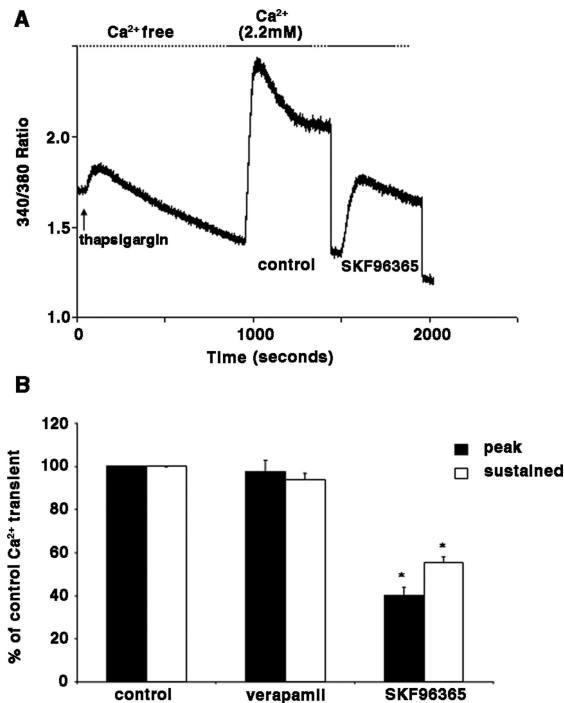 A
Ca²⁺ free
Ca²⁺
(2.2mM)
340/380 Ratio
2.0
1.5
1.0
thapsigargin
control
SKF96365
0
1000
2000
Time (seconds)
B
% of control Ca²⁺ transient
120
100
80
60
40
20
0
peak
sustained
*
*
control
verapamil
SKF96365